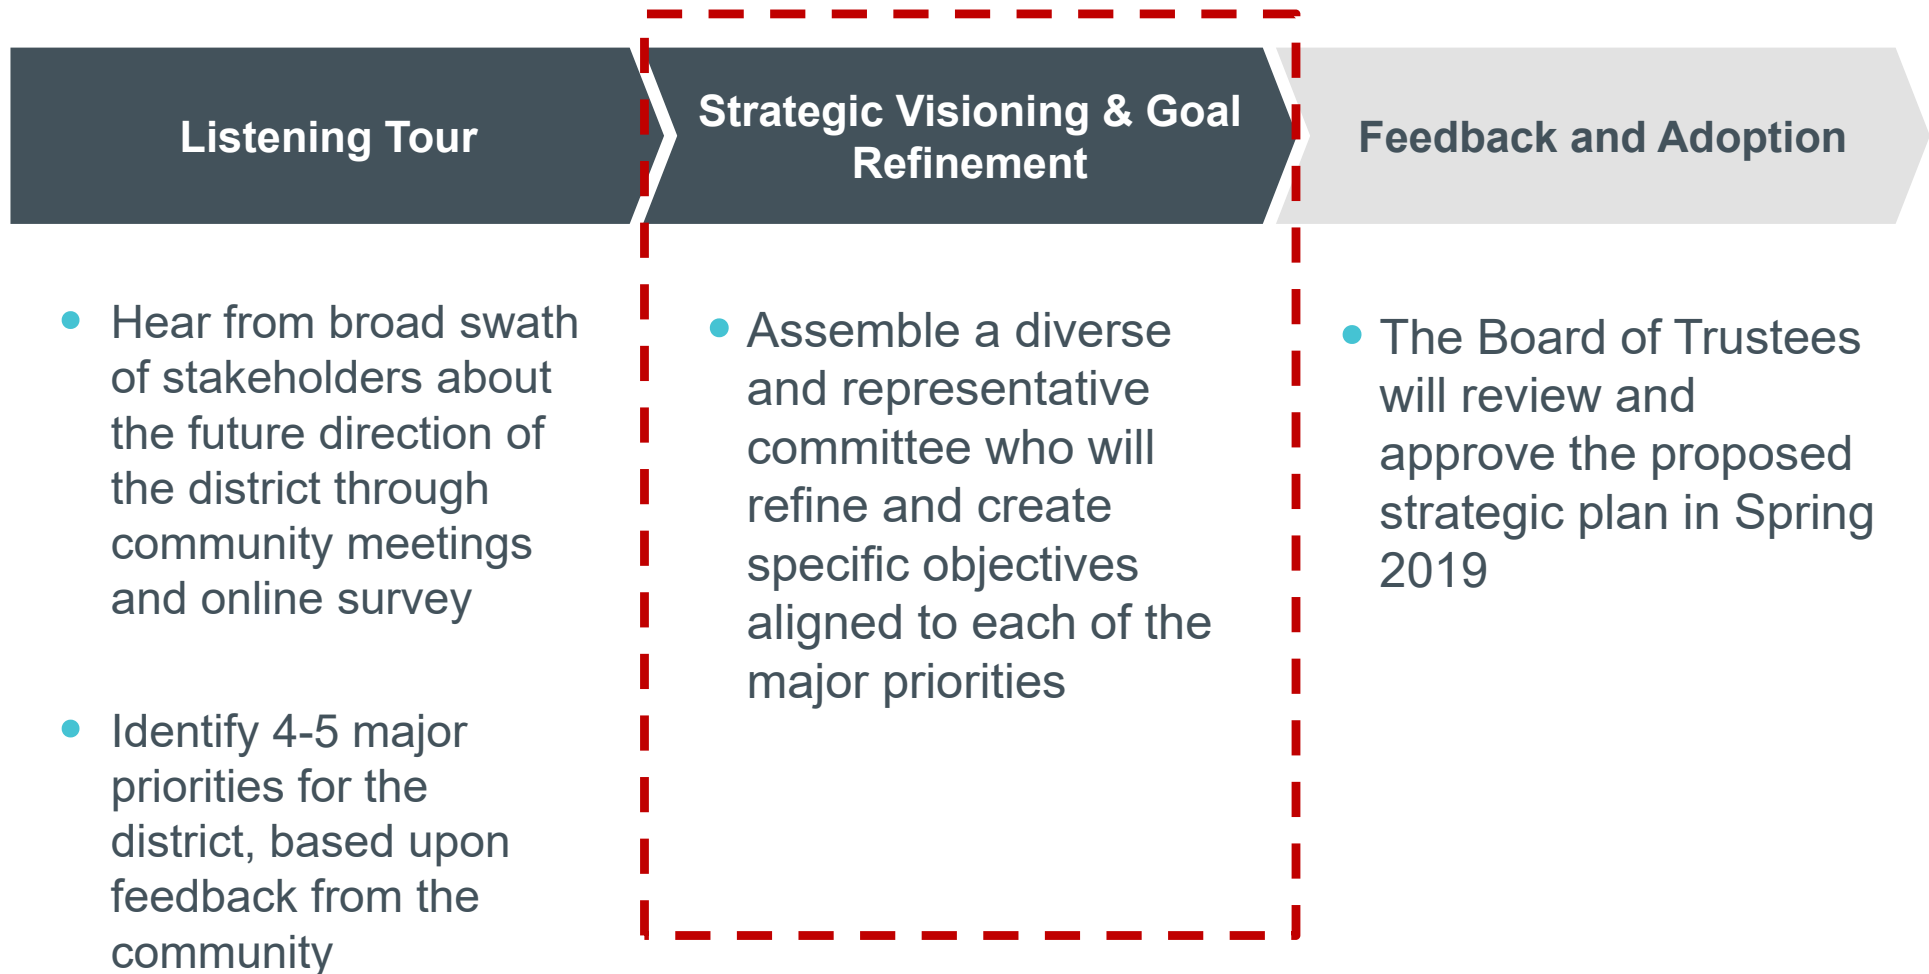 Listening Tour
Strategic Visioning & Goal
Refinement
Feedback and Adoption
Hear from broad swath
of stakeholders about
the future direction of
the district through
community meetings
and online survey
Identify 4-5 major
priorities for the
district, based upon
feedback from the
community
Assemble a diverse
and representative
committee who will
refine and create
specific objectives
aligned to each of the
major priorities
The Board of Trustees
will review and
approve the proposed
strategic plan in Spring
2019